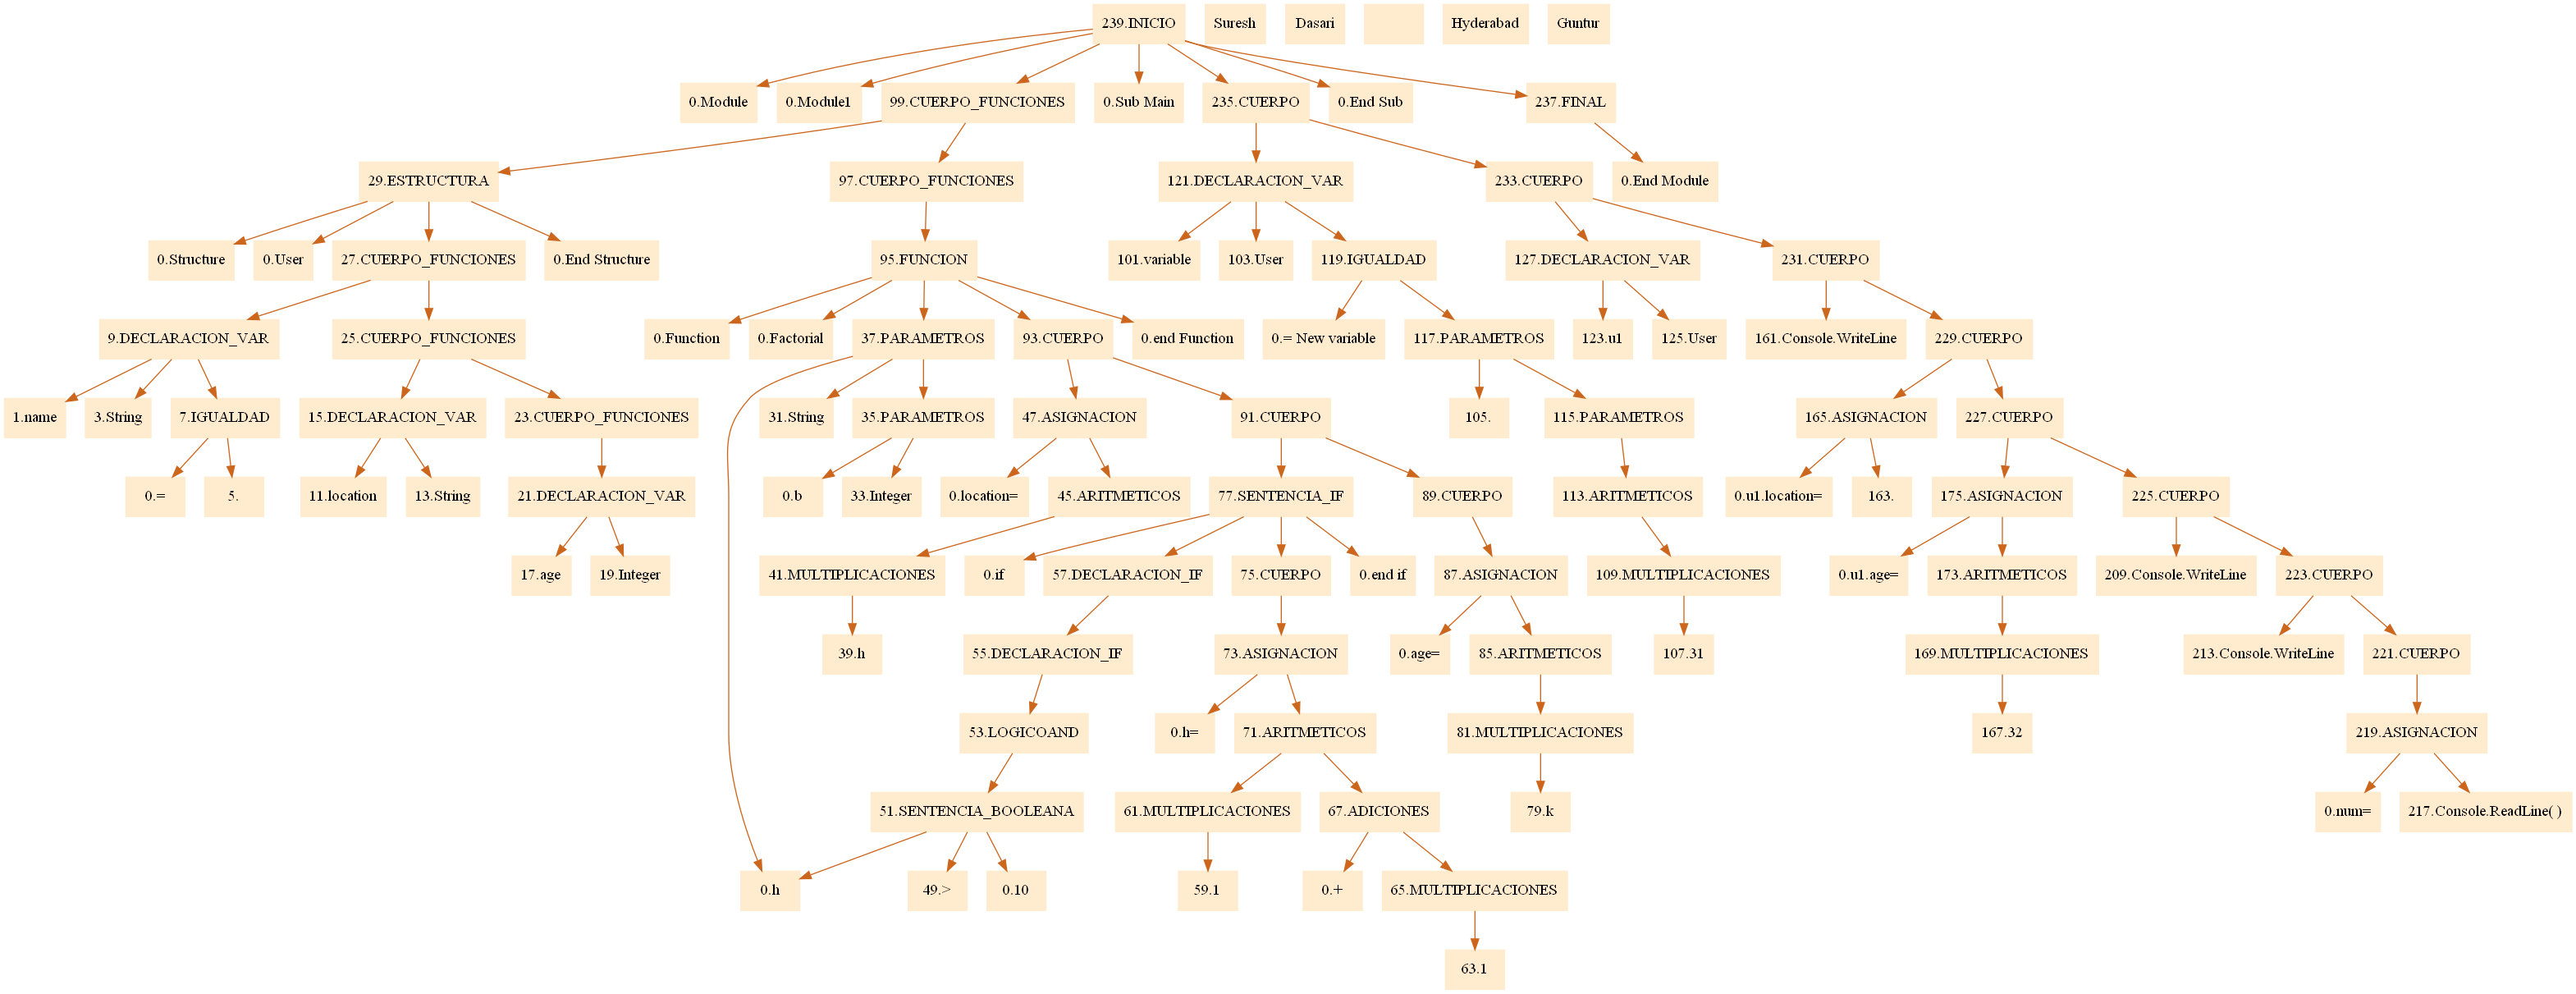 239.INICIO Suresh Dasari Hyderabad Guntur
0.Module 0.Module1 99.CUERPO_FUNCIONES 0.Sub Main 235.CUERPO 0.End Sub 237.FINAL
29.ESTRUCTURA 97.CUERPO_FUNCIONES 121.DECLARACION_VAR 233.CUERPO 0.End Module
0.Structure 0.User 27.CUERPO_FUNCIONES 0.End Structure 95.FUNCION 101.variable 103.User 119.IGUALDAD 127.DECLARACION_VAR 231.CUERPO
9.DECLARACION_VAR 25.CUERPO_FUNCIONES 0.Function 0.Factorial 37.PARAMETROS 93.CUERPO 0.end Function 0.= New variable 117.PARAMETROS 123.u1 125.User 161.Console.WriteLine 229.CUERPO
1.name 3.String 7.IGUALDAD 15.DECLARACION_VAR 23.CUERPO_FUNCIONES 31.String 35.PARAMETROS 47.ASIGNACION 91.CUERPO 105. 115.PARAMETROS 165.ASIGNACION 227.CUERPO
0.= 5. 11.location 13.String 21.DECLARACION_VAR 0.b 33.Integer 0.location= 45.ARITMETICOS 77.SENTENCIA_IF 89.CUERPO 113.ARITMETICOS 0.u1.location= 163. 175.ASIGNACION 225.CUERPO
17.age 19.Integer 41.MULTIPLICACIONES 0.if 57.DECLARACION_IF 75.CUERPO 0.end if 87.ASIGNACION 109.MULTIPLICACIONES 0.u1.age= 173.ARITMETICOS 209.Console.WriteLine 223.CUERPO
39.h 55.DECLARACION_IF 73.ASIGNACION 0.age= 85.ARITMETICOS 107.31 169.MULTIPLICACIONES 213.Console.WriteLine 221.CUERPO
53.LOGICOAND 0.h= 71.ARITMETICOS 81.MULTIPLICACIONES 167.32 219.ASIGNACION
51.SENTENCIA_BOOLEANA 61.MULTIPLICACIONES 67.ADICIONES 79.k 0.num= 217.Console.ReadLine( )
0.h 49.> 0.10 59.1 0.+ 65.MULTIPLICACIONES
63.1